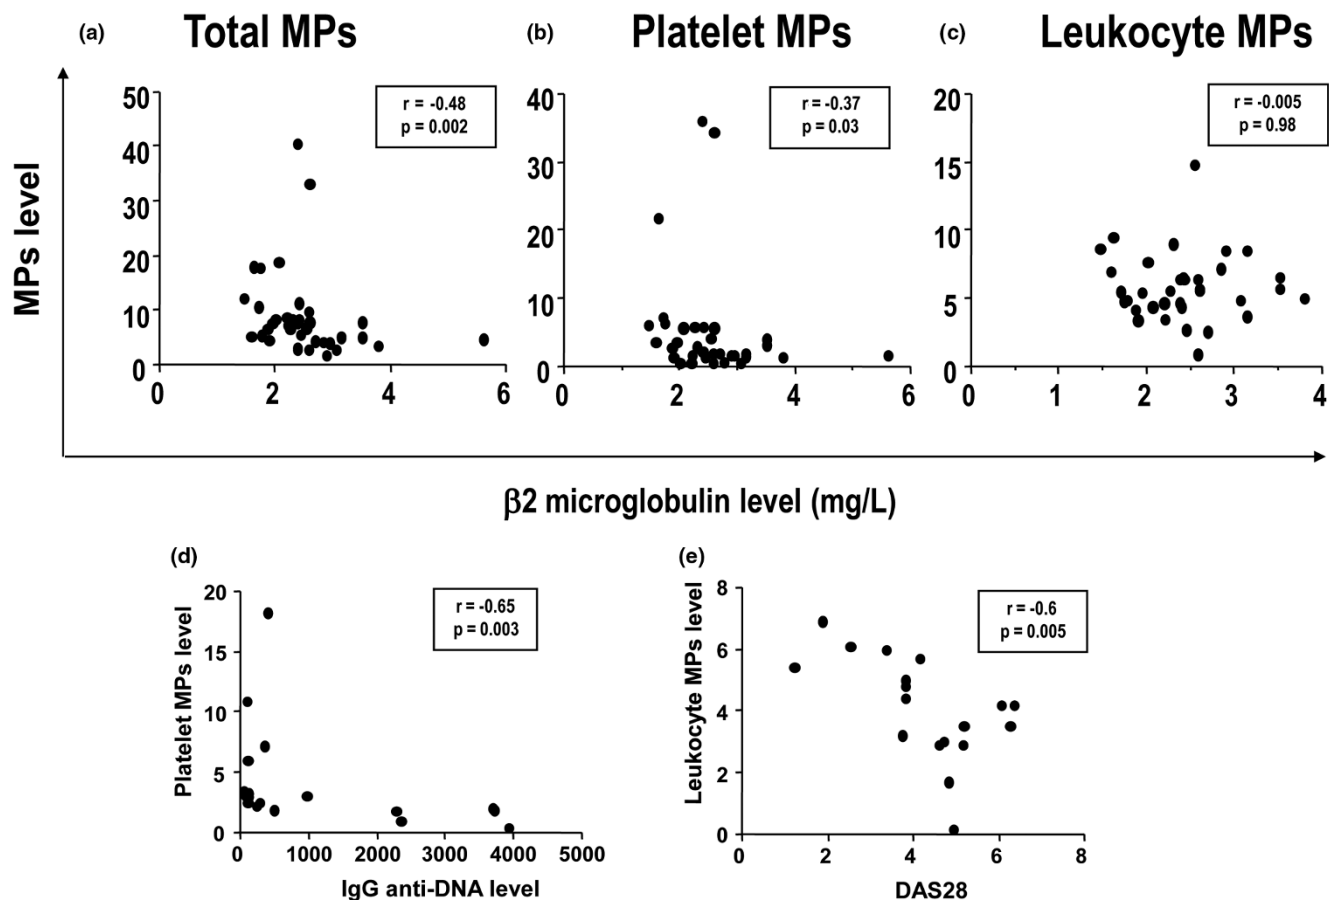 (a) Total MPs
(b) Platelet MPs
(c) Leukocyte MPs
MPs level
50
40
30
20
10
0
0 2 4 6
r = -0.48
p = 0.002
40
30
20
10
0
0 2 4 6
r = -0.37
p = 0.03
20
15
10
5
0
0 1 2 3 4
r = -0.005
p = 0.98
β2 microglobulin level (mg/L)
(d)
Platelet MPs level
20
15
10
5
0
0 1000 2000 3000 4000 5000
r = -0.65
p = 0.003
IgG anti-DNA level
(e)
Leukocyte MPs level
8
6
4
2
0
0 2 4 6 8
r = -0.6
p = 0.005
DAS28